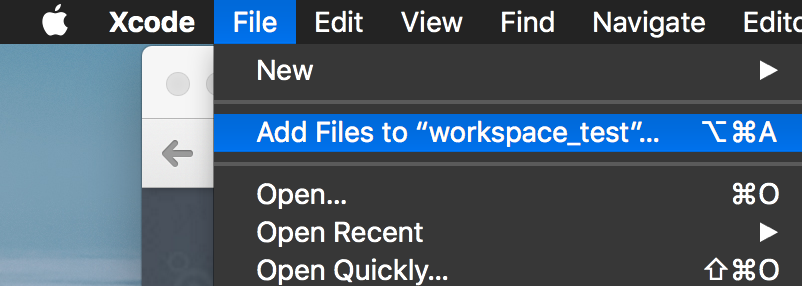 Xcode File Edit View Find Navigate
New
Add Files to “workspace_test”... ⌥⌘A
Open... ⌘O
Open Recent
Open Quickly... ⇧⌘O